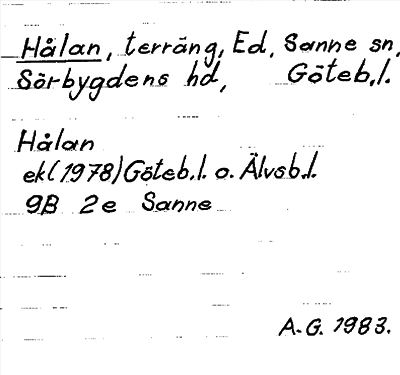 Hålan, terräng, Ed, Sanne sn,
Sörbygdens hd, Göteb.l.
Hålan
ek(1978) Göteb.l. o. Älvsb.l.
9B 2e Sanne
A.G. 1983.